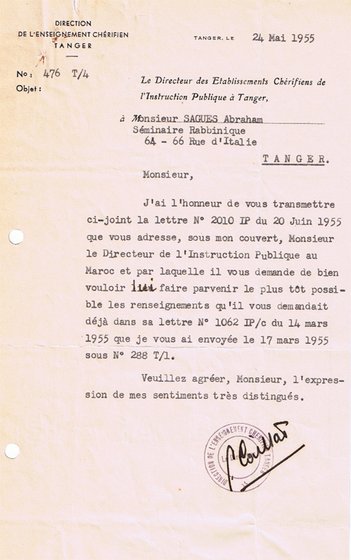 DIRECTION
DE L'ENSEIGNEMENT CHÉRIFIEN
TANGER
TANGER, LE 24 Mai 1955
No: 476 T/4
Objet:
Le Directeur des Etablissements Chérifiens de
l'Instruction Publique à Tanger,
à Monsieur SAGUES Abraham
Séminaire Rabbinique
64 - 66 Rue d'Italie
TANGER.
Monsieur,
J'ai l'honneur de vous transmettre
ci-joint la lettre N° 2010 IP du 20 Juin 1955
que vous adresse, sous mon couvert, Monsieur
le Directeur de l'Instruction Publique au
Maroc et par laquelle il vous demande de bien
vouloir lui faire parvenir le plus tôt possi-
ble les renseignements qu'il vous demandait
déjà dans sa lettre N° 1062 IP/c du 14 mars
1955 que je vous ai envoyée le 17 mars 1955
sous N° 288 T/1.
Veuillez agréer, Monsieur, l'expres-
sion de mes sentiments très distingués.
DIRECTION DE L'ENSEIGNEMENT CHÉRIFIEN
TANGER